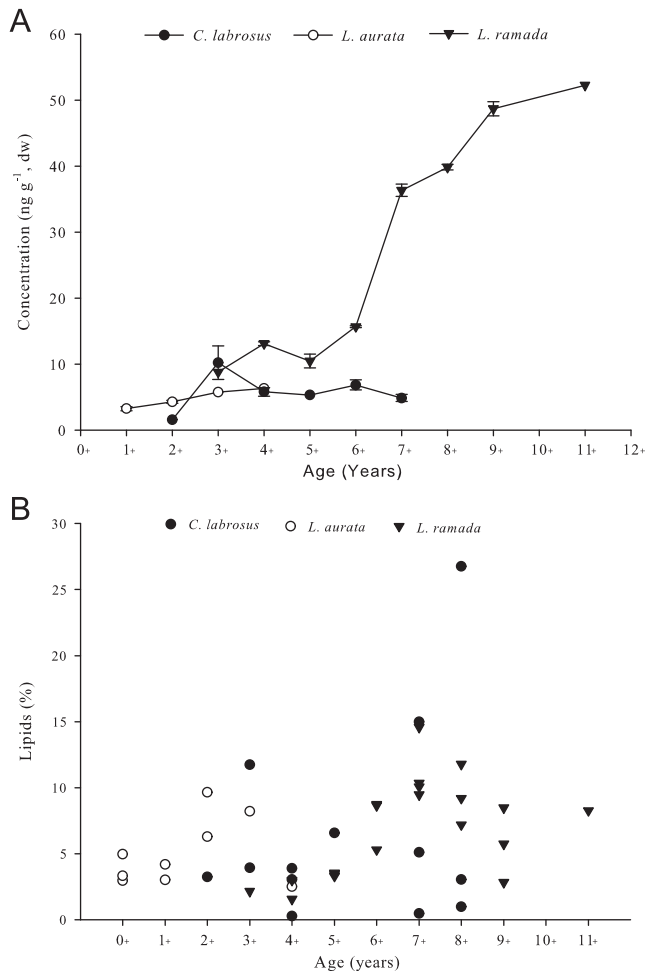 A
C. labrosus L. aurata L. ramada
60
50
40
30
20
10
0
Concentration (ng g-1, dw)
0+ 1+ 2+ 3+ 4+ 5+ 6+ 7+ 8+ 9+ 10+ 11+ 12+
Age (Years)
B
C. labrosus L. aurata L. ramada
30
25
20
15
10
5
0
Lipids (%)
0+ 1+ 2+ 3+ 4+ 5+ 6+ 7+ 8+ 9+ 10+ 11+
Age (years)